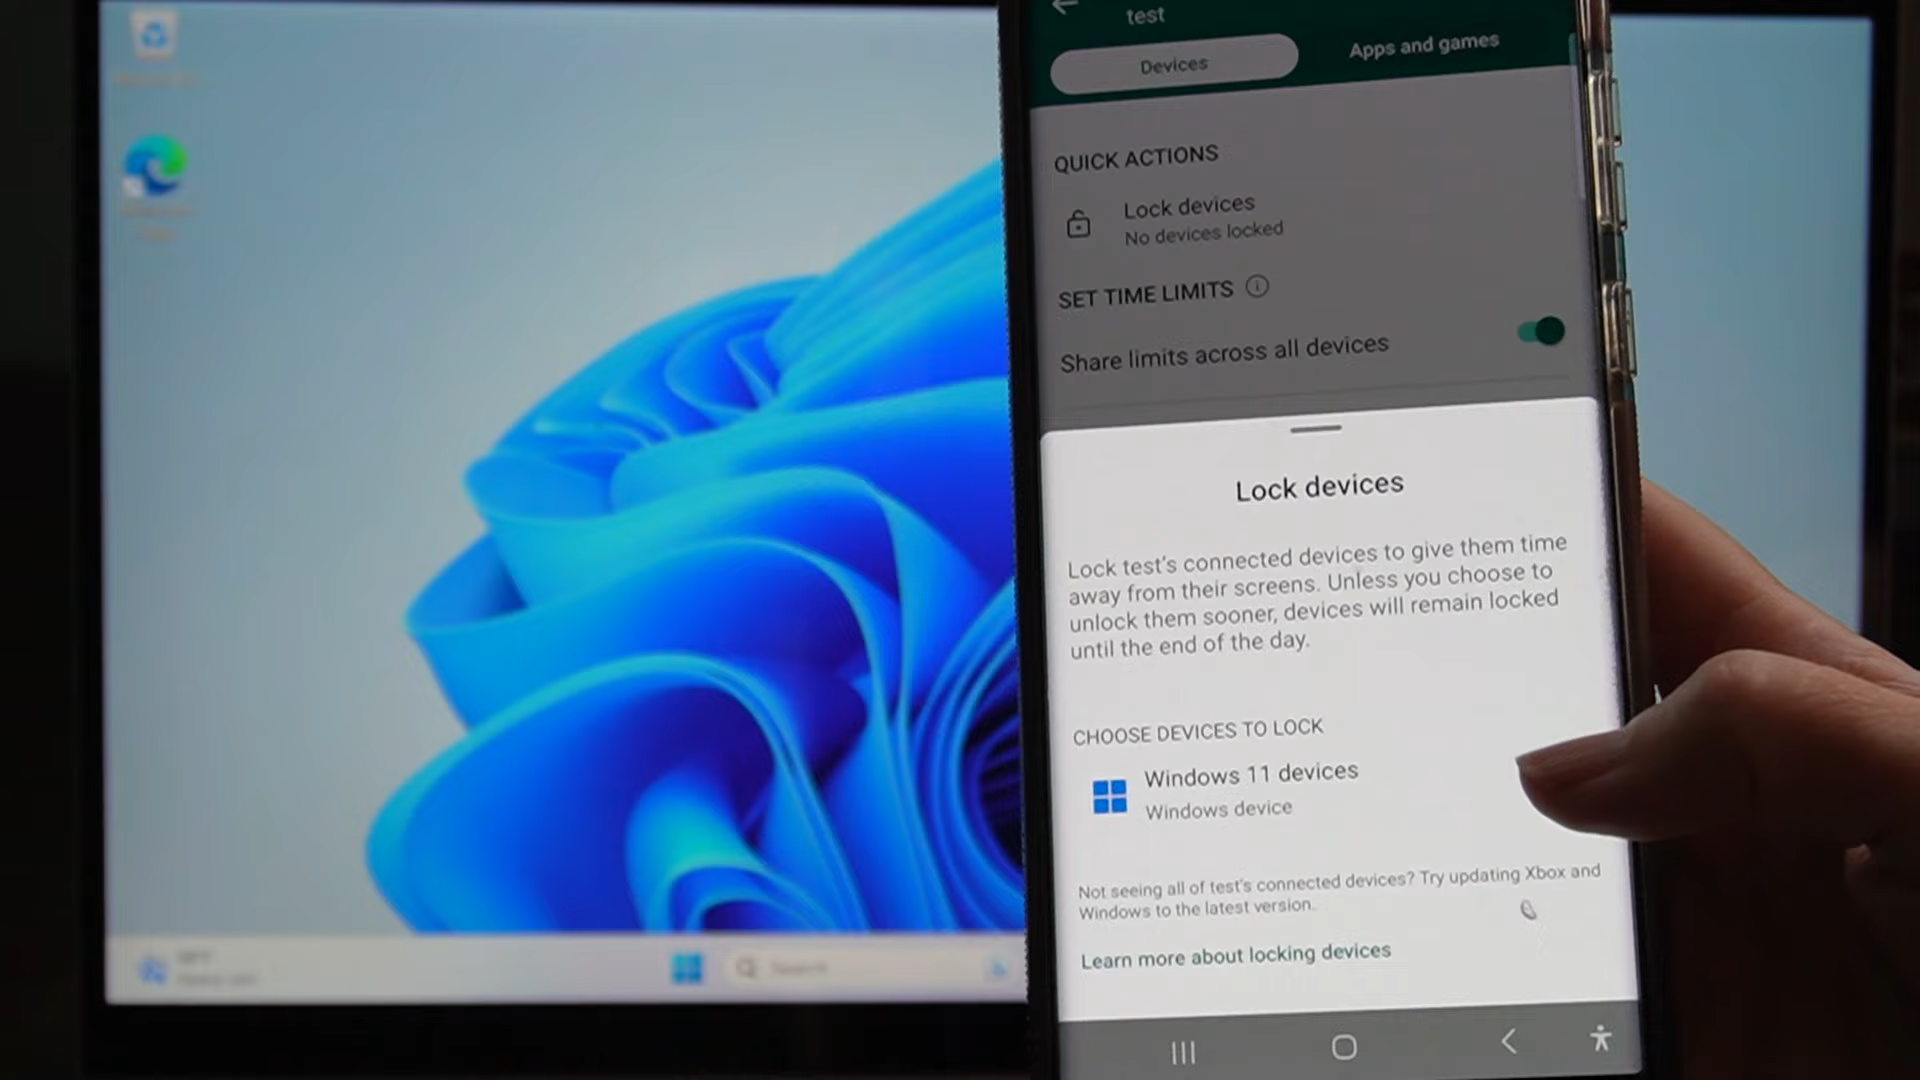 test
Devices
Apps and games
QUICK ACTIONS
Lock devices
No devices locked
SET TIME LIMITS
Share limits across all devices
Lock devices
Lock test's connected devices to give them time
away from their screens. Unless you choose to
unlock them sooner, devices will remain locked
until the end of the day.
CHOOSE DEVICES TO LOCK
Windows 11 devices
Windows device
Not seeing all of test's connected devices? Try updating Xbox and
Windows to the latest version.
Learn more about locking devices
Search